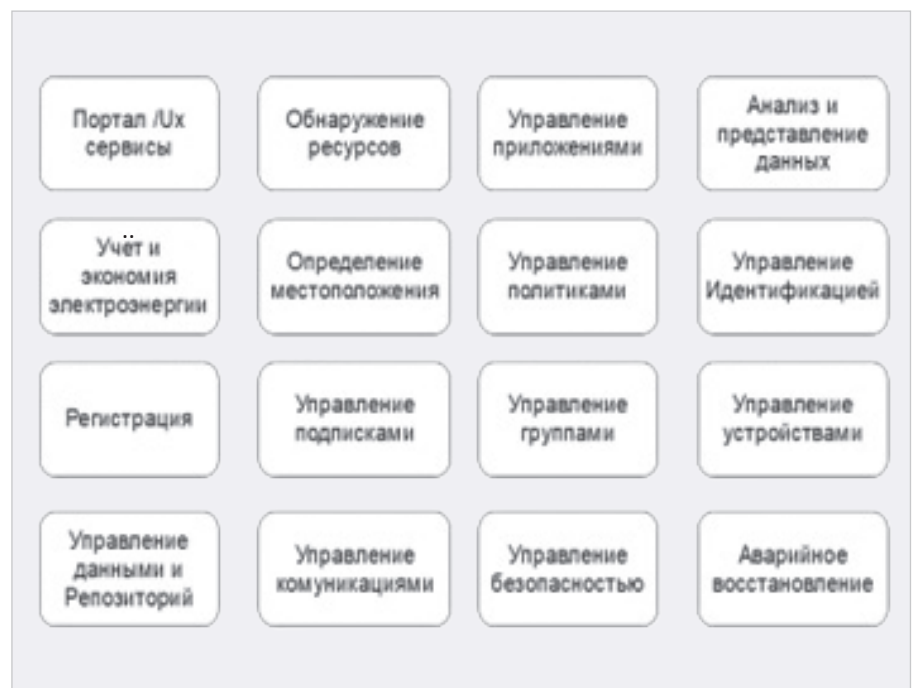 Портал /Ux
сервисы
Обнаружение
ресурсов
Управление
приложениями
Анализ и
представление
данных
Учёт и
экономия
электроэнергии
Определение
местоположения
Управление
политиками
Управление
Идентификацией
Регистрация
Управление
подписками
Управление
группами
Управление
устройствами
Управление
данными и
Репозиторий
Управление
комуникациями
Управление
безопасностью
Аварийное
восстановление